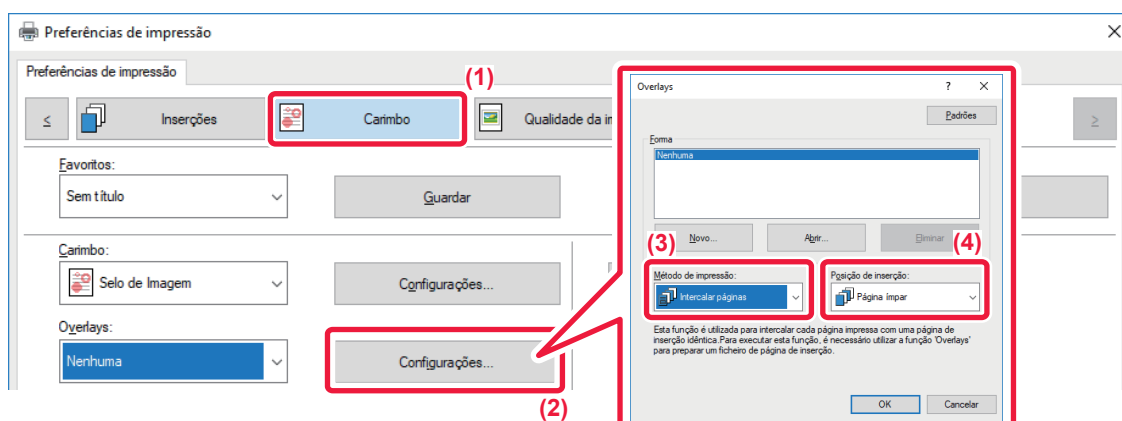 Preferências de impressão
Preferências de impressão
(1)
<
Inserções
Carimbo
Qualidade da i
>
Favoritos:
Sem título
Guardar
Carimbo:
Selo de Imagem
Configurações...
Overlays:
Nenhuma
Configurações...
(2)
Overlays
?
Padrões
Forma
Nenhuma
Novo...
Abrir...
Eliminar
(3)
(4)
Método de impressão:
Posição de inserção:
Intercalar páginas
Página ímpar
Esta função é utilizada para intercalar cada página impressa com uma página de
inserção idêntica.Para executar esta função, é necessário utilizar a função 'Overlays'
para preparar um ficheiro de página de inserção.
OK
Cancelar